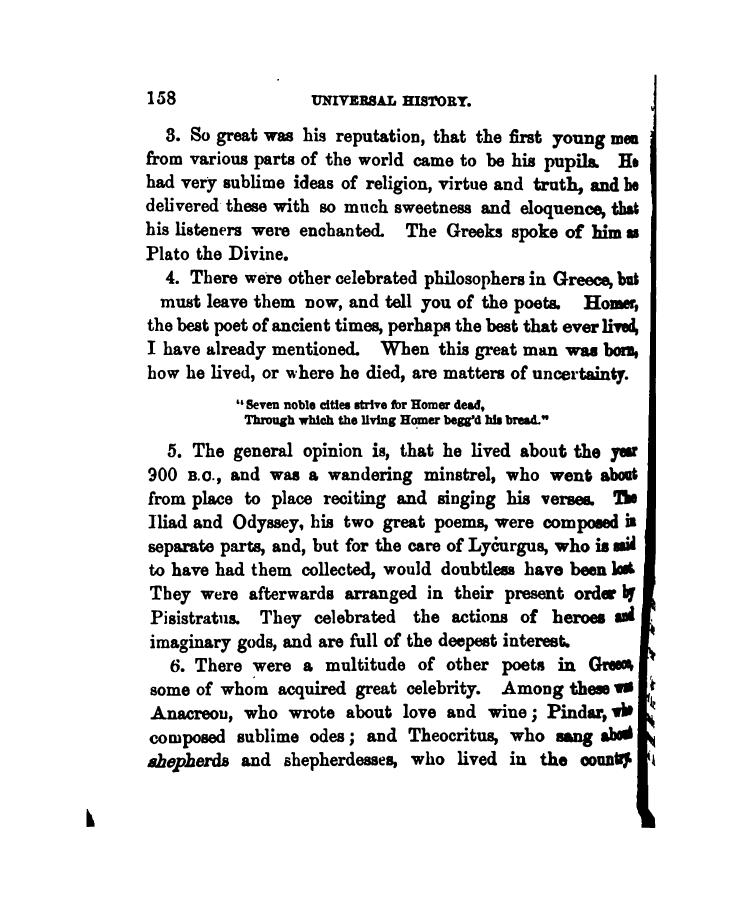 158 UNIVERSAL HISTORY.
3. So great was his reputation, that the first young men
from various parts of the world came to be his pupils. He
had very sublime ideas of religion, virtue and truth, and he
delivered these with so much sweetness and eloquence, that
his listeners were enchanted. The Greeks spoke of him as
Plato the Divine.
4. There were other celebrated philosophers in Greece, but
must leave them now, and tell you of the poets. Homer,
the best poet of ancient times, perhaps the best that ever lived,
I have already mentioned. When this great man was born,
how he lived, or where he died, are matters of uncertainty.
"Seven noble cities strive for Homer dead,
Through which the living Homer begg'd his bread."
5. The general opinion is, that he lived about the year
900 B.C., and was a wandering minstrel, who went about
from place to place reciting and singing his verses. The
Iliad and Odyssey, his two great poems, were composed in
separate parts, and, but for the care of Lycurgus, who is said
to have had them collected, would doubtless have been lost.
They were afterwards arranged in their present order by
Pisistratus. They celebrated the actions of heroes and
imaginary gods, and are full of the deepest interest.
6. There were a multitude of other poets in Greece,
some of whom acquired great celebrity. Among these was
Anacreon, who wrote about love and wine; Pindar, who
composed sublime odes; and Theocritus, who sang about
shepherds and shepherdesses, who lived in the country.